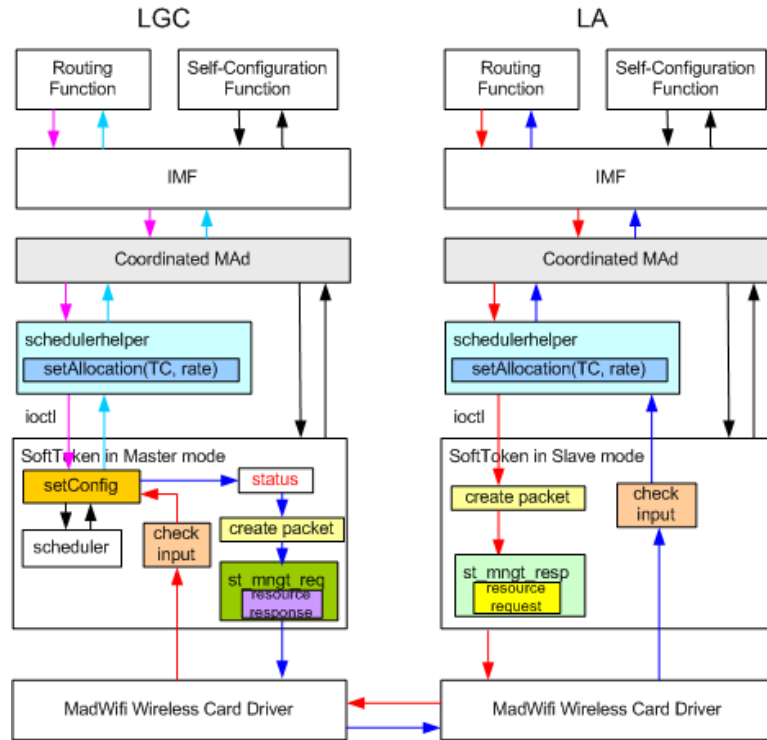 LGC
LA
Routing
Function
Self-Configuration
Function
Routing
Function
Self-Configuration
Function
IMF
IMF
Coordinated MAd
Coordinated MAd
schedulerhelper
setAllocation(TC, rate)
schedulerhelper
setAllocation(TC, rate)
ioctl
ioctl
SoftToken in Master mode
setConfig
status
scheduler
check
input
create packet
st_mngt_req
resource
response
SoftToken in Slave mode
create packet
check
input
st_mngt_resp
resource
request
MadWifi Wireless Card Driver
MadWifi Wireless Card Driver